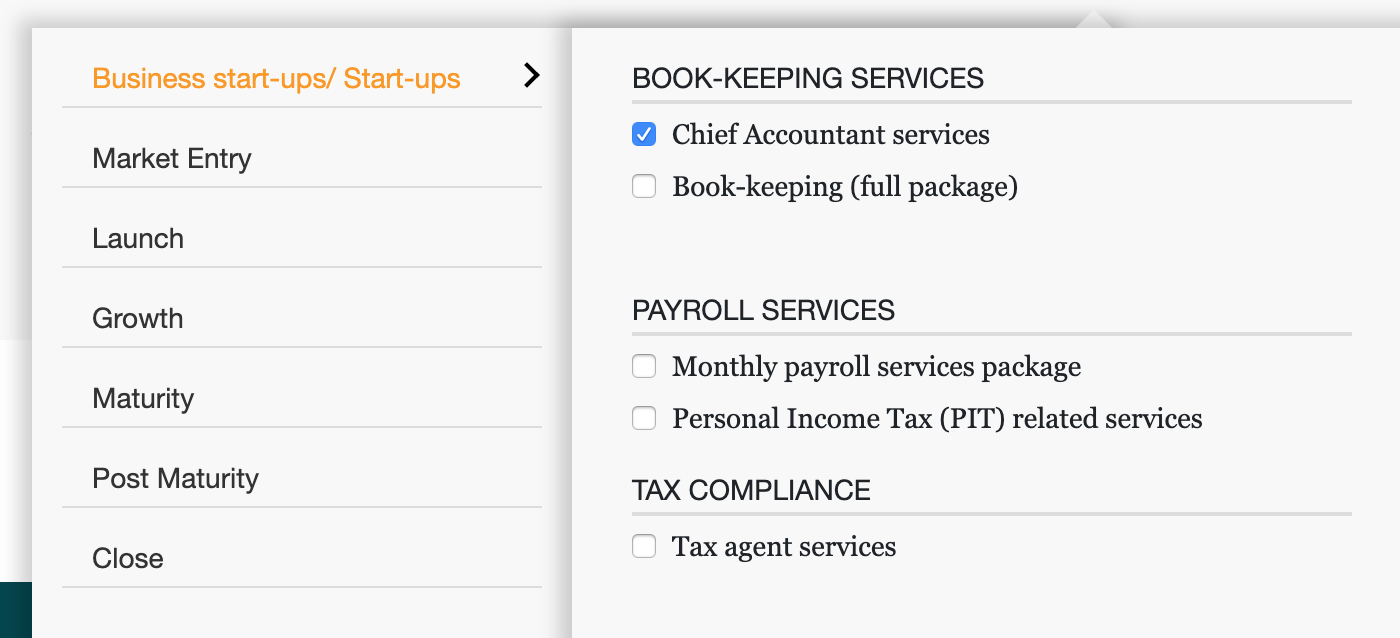 Business start-ups/ Start-ups
Market Entry
Launch
Growth
Maturity
Post Maturity
Close
BOOK-KEEPING SERVICES
Chief Accountant services
Book-keeping (full package)
PAYROLL SERVICES
Monthly payroll services package
Personal Income Tax (PIT) related services
TAX COMPLIANCE
Tax agent services